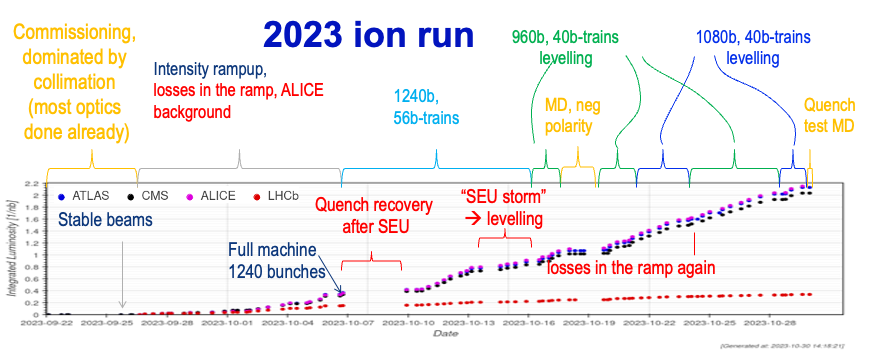 2023 ion run
Commissioning,
dominated by
collimation
(most optics
done already)
Intensity rampup,
losses in the ramp, ALICE
background
1240b,
56b-trains
960b, 40b-trains
levelling
MD, neg
polarity
1080b, 40b-trains
levelling
Quench
test MD
ATLAS CMS ALICE LHCb
Stable beams
Full machine
1240 bunches
Quench recovery
after SEU
“SEU storm”
→ levelling
losses in the ramp again
Integrated Luminosity [1/nb]
2.2
2
1.8
1.6
1.4
1.2
1
0.8
0.6
0.4
0.2
0
2023-09-22 2023-09-25 2023-09-28 2023-10-01 2023-10-04 2023-10-07 2023-10-10 2023-10-13 2023-10-16 2023-10-19 2023-10-22 2023-10-25 2023-10-28
Date
[Generated at: 2023-10-30 14:18:21]